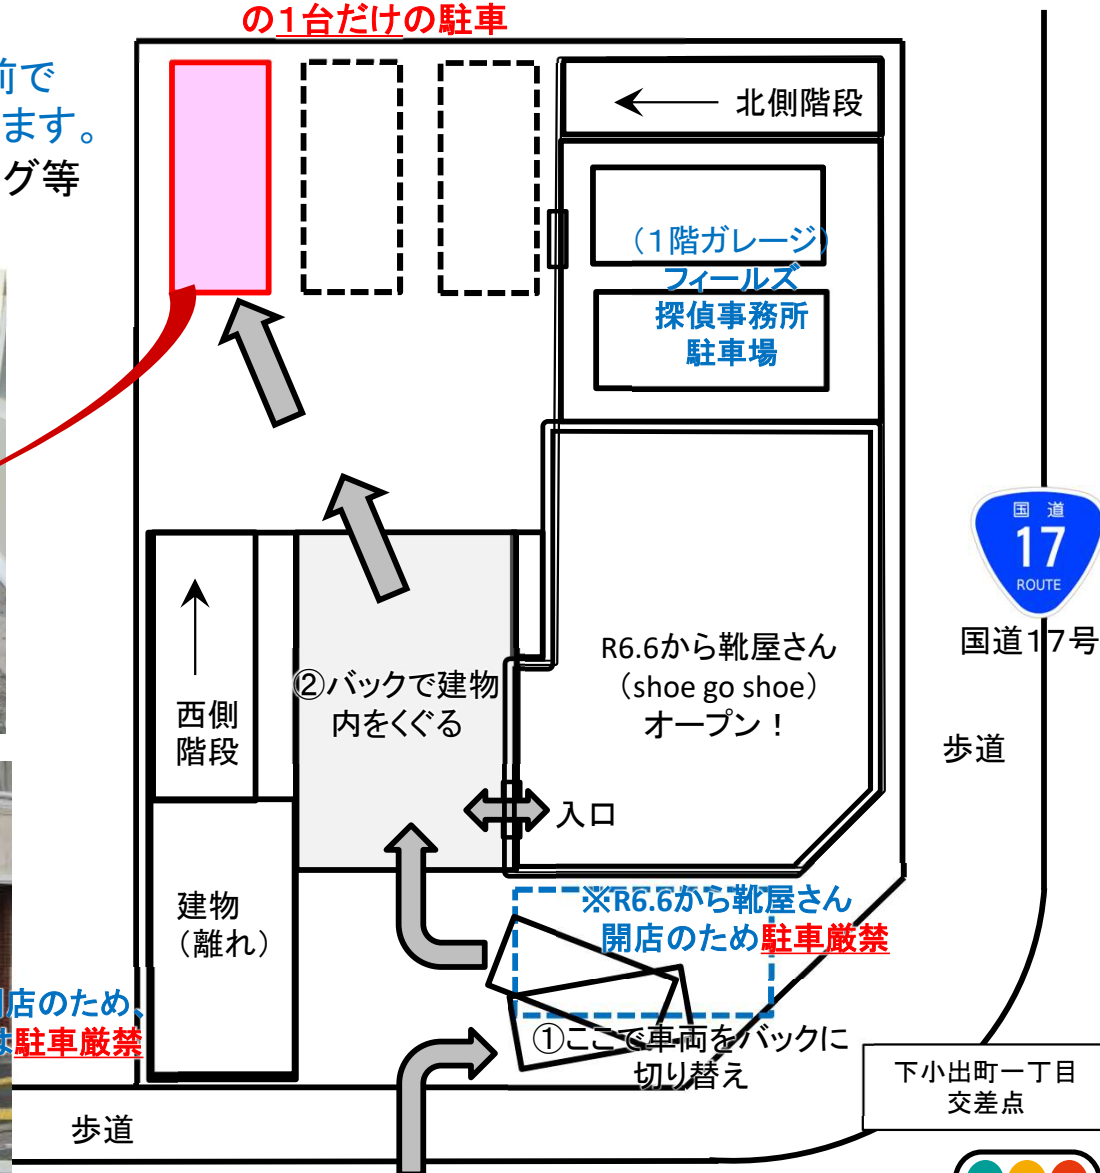 の1台だけの駐車
前で
ます。
グ等
北側階段
（1階ガレージ）
フィールズ
探偵事務所
駐車場
国道
17
ROUTE
国道17号
R6.6から靴屋さん
（shoe go shoe）
オープン！
②バックで建物
内をくぐる
西側
階段
歩道
入口
建物
（離れ）
※R6.6から靴屋さん
開店のため駐車厳禁
開店のため、
は駐車厳禁
①ここで車両をバックに
切り替え
下小出町一丁目
交差点
歩道